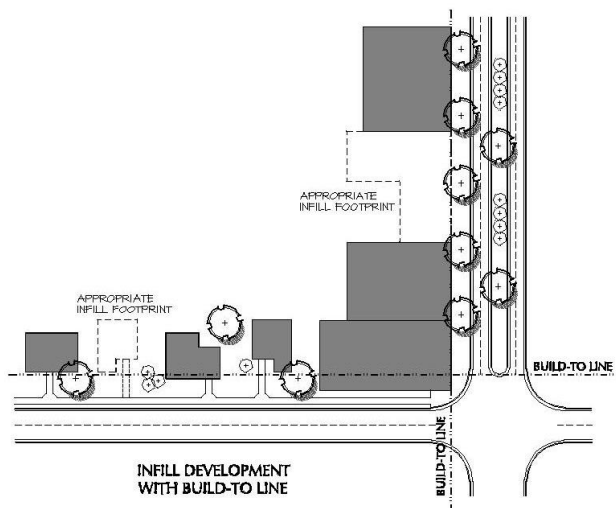 APPROPRIATE
INFILL FOOTPRINT
APPROPRIATE
INFILL FOOTPRINT
BUILD-TO LINE
BUILD-TO LINE
INFILL DEVELOPMENT
WITH BUILD-TO LINE